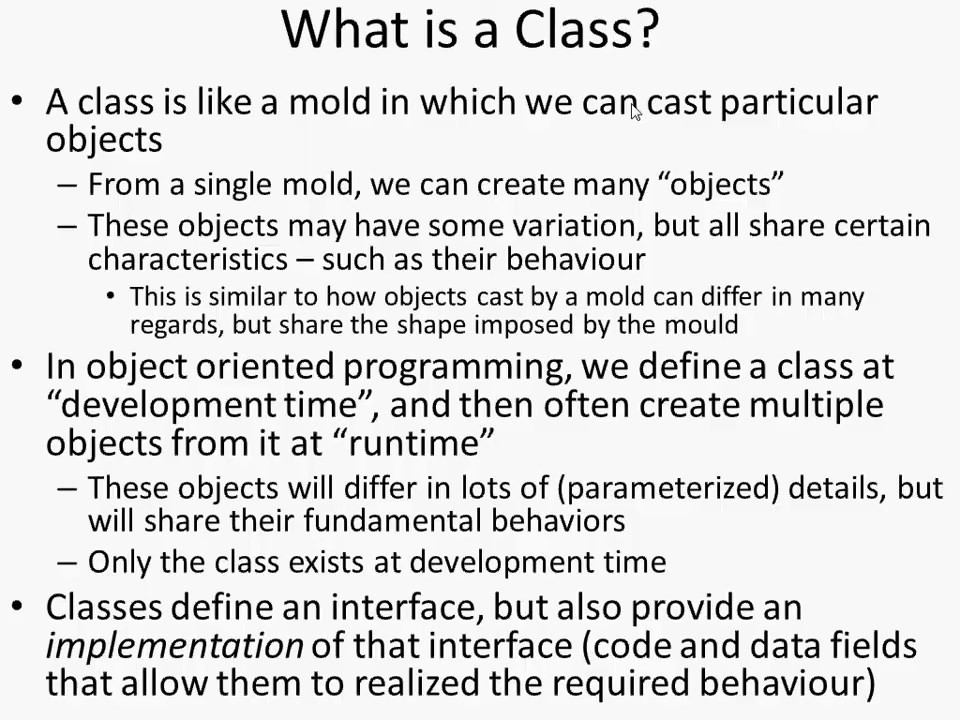 What is a Class?
• A class is like a mold in which we can cast particular
objects
– From a single mold, we can create many “objects”
– These objects may have some variation, but all share certain
characteristics – such as their behaviour
• This is similar to how objects cast by a mold can differ in many
regards, but share the shape imposed by the mould
• In object oriented programming, we define a class at
“development time”, and then often create multiple
objects from it at “runtime”
– These objects will differ in lots of (parameterized) details, but
will share their fundamental behaviors
– Only the class exists at development time
• Classes define an interface, but also provide an
implementation of that interface (code and data fields
that allow them to realized the required behaviour)